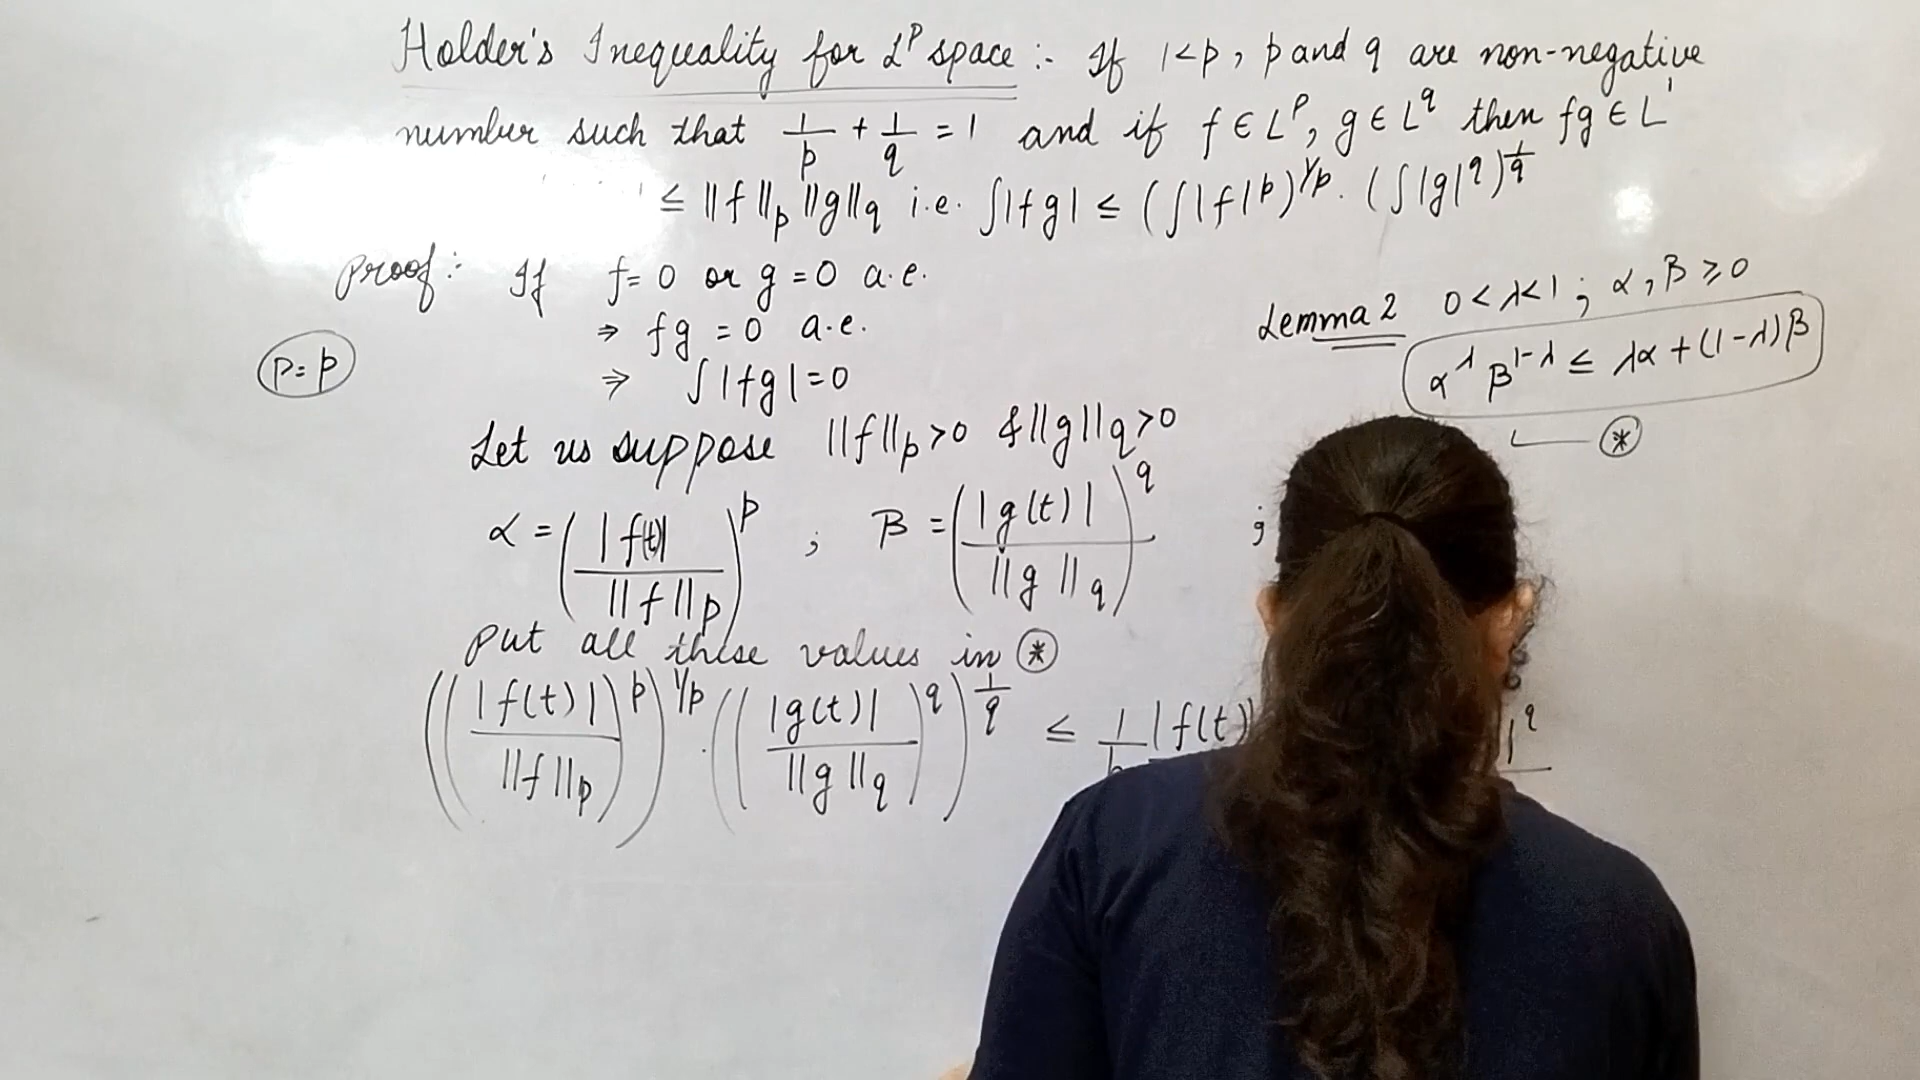 Holder's Inequality for L^p space :- If 1<p, p and q are non-negative
number such that 1/p + 1/q = 1 and if f ∈ L^p, g ∈ L^q then fg ∈ L^1
≤ ||f||_p ||g||_q i.e. ∫|fg| ≤ (∫|f|^p)^{1/p} . (∫|g|^q)^{1/q}
Proof :- If f = 0 or g = 0 a.e.
⇒ fg = 0 a.e.
⇒ ∫|fg| = 0
P = p
Lemma 2 0 < λ < 1 ; α, β ≥ 0
α^λ β^{1-λ} ≤ λα + (1-λ)β
(*)
Let us suppose ||f||_p > 0 & ||g||_q > 0
α = (|f(t)| / ||f||_p)^p ; β = (|g(t)| / ||g||_q)^q ;
put all these values in (*)
((|f(t)| / ||f||_p)^p)^{1/p} . ((|g(t)| / ||g||_q)^q)^{1/q} ≤ 1/p |f(t)| |^q